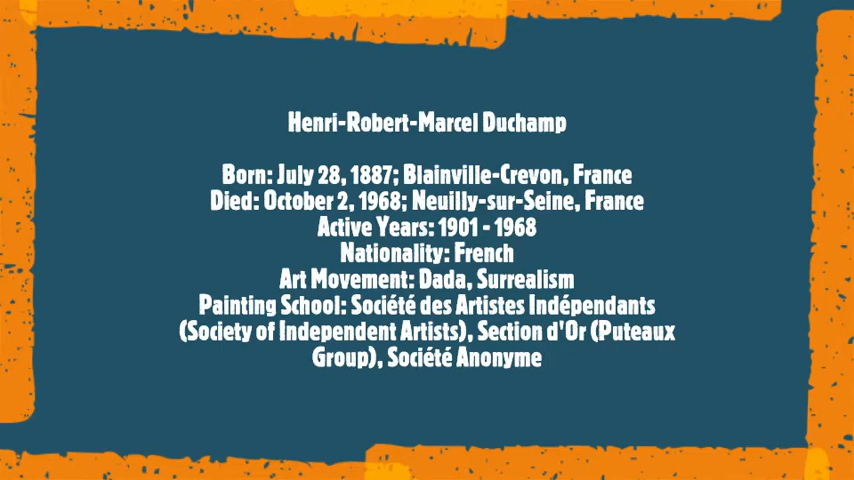 Henri-Robert-Marcel Duchamp
Born: July 28, 1887; Blainville-Crevon, France
Died: October 2, 1968; Neuilly-sur-Seine, France
Active Years: 1901 - 1968
Nationality: French
Art Movement: Dada, Surrealism
Painting School: Société des Artistes Indépendants
(Society of Independent Artists), Section d'Or (Puteaux
Group), Société Anonyme